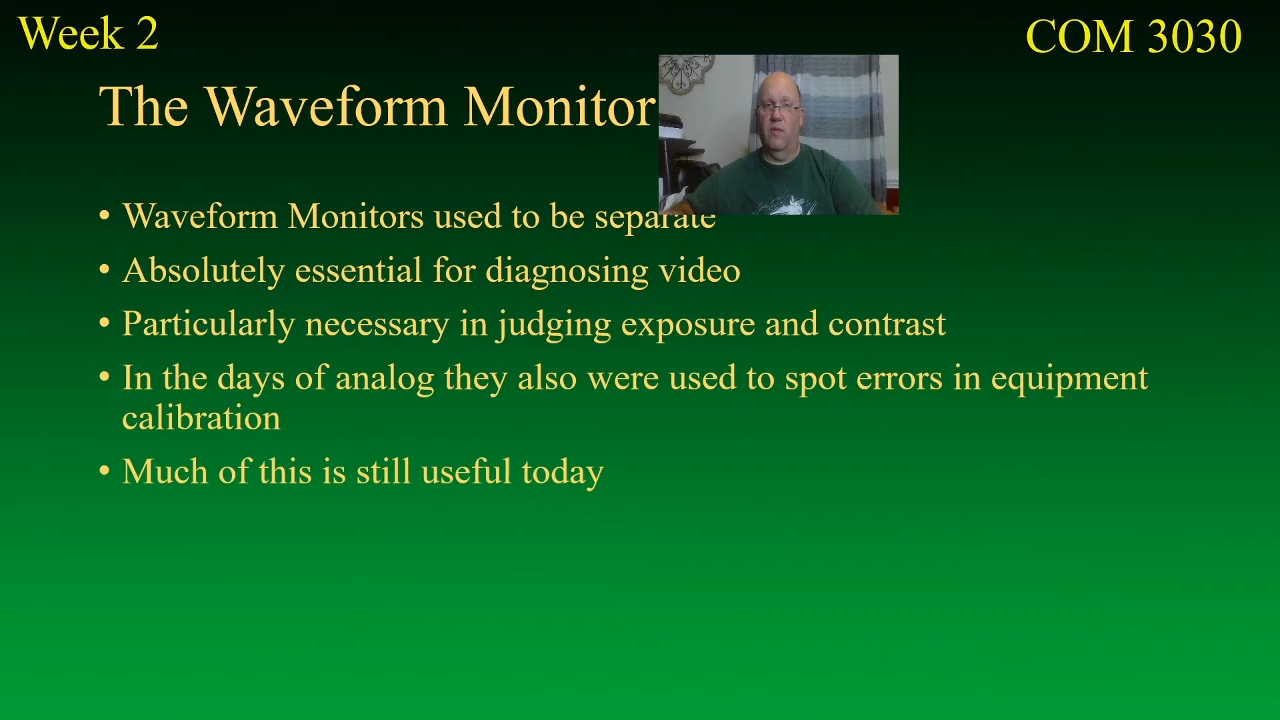 Week 2
COM 3030
The Waveform Monitor
• Waveform Monitors used to be separate
• Absolutely essential for diagnosing video
• Particularly necessary in judging exposure and contrast
• In the days of analog they also were used to spot errors in equipment
calibration
• Much of this is still useful today